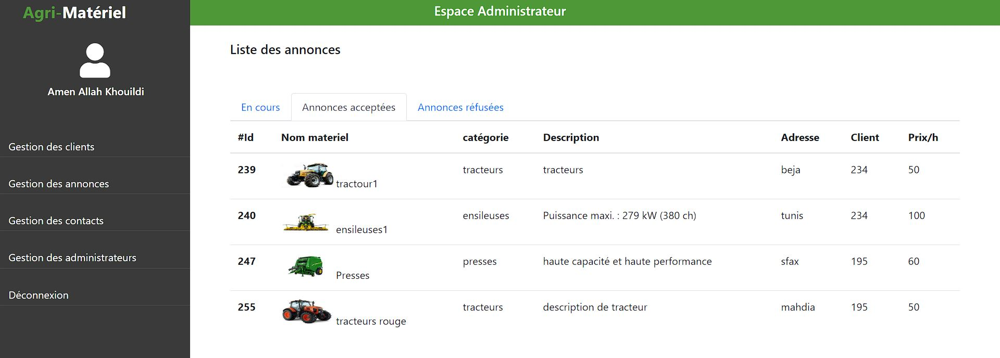 Agri-Matériel
Espace Administrateur
Amen Allah Khouildi
Gestion des clients
Gestion des annonces
Gestion des contacts
Gestion des administrateurs
Déconnexion
Liste des annonces
En cours Annonces acceptées Annonces réfusées
#Id Nom materiel catégorie Description Adresse Client Prix/h
239 tractour1 tracteurs tracteurs beja 234 50
240 ensileuses1 ensileuses Puissance maxi. : 279 kW (380 ch) tunis 234 100
247 Presses presses haute capacité et haute performance sfax 195 60
255 tracteurs rouge tracteurs description de tracteur mahdia 195 50